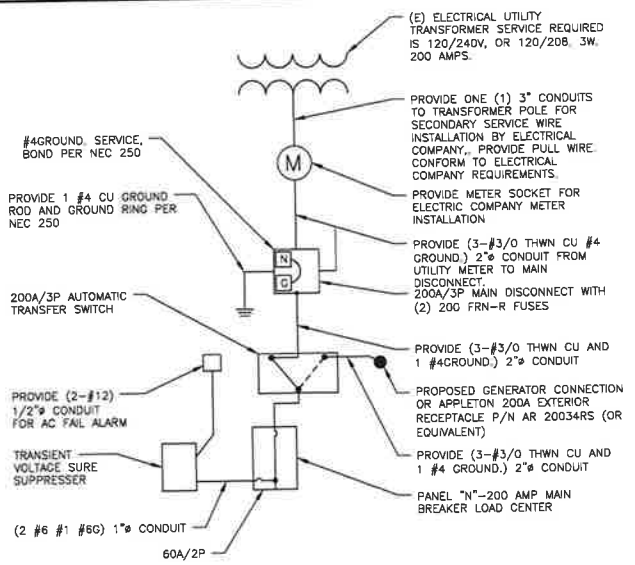 (E) ELECTRICAL UTILITY
TRANSFORMER SERVICE REQUIRED
IS 120/240V, OR 120/208, 3W,
200 AMPS.
PROVIDE ONE (1) 3" CONDUITS
TO TRANSFORMER POLE FOR
SECONDARY SERVICE WIRE
INSTALLATION BY ELECTRICAL
COMPANY,. PROVIDE PULL WIRE.
CONFORM TO ELECTRICAL
COMPANY REQUIREMENTS.
#4GROUND, SERVICE,
BOND PER NEC 250
M
PROVIDE METER SOCKET FOR
ELECTRIC COMPANY METER
INSTALLATION
PROVIDE 1 #4 CU GROUND
ROD AND GROUND RING PER
NEC 250
N
G
PROVIDE (3-#3/0 THWN CU #4
GROUND.) 2"ø CONDUIT FROM
UTILITY METER TO MAIN
DISCONNECT.
200A/3P MAIN DISCONNECT WITH
(2) 200 FRN-R FUSES
200A/3P AUTOMATIC
TRANSFER SWITCH
PROVIDE (3-#3/0 THWN CU AND
1 #4GROUND.) 2"ø CONDUIT
PROVIDE (2-#12)
1/2"ø CONDUIT
FOR AC FAIL ALARM
PROPOSED GENERATOR CONNECTION
OR APPLETON 200A EXTERIOR
RECEPTACLE P/N AR 20034RS (OR
EQUIVALENT)
TRANSIENT
VOLTAGE SURE
SUPPRESSER
PROVIDE (3-#3/0 THWN CU AND
1 #4 GROUND.) 2"ø CONDUIT
PANEL "N"-200 AMP MAIN
BREAKER LOAD CENTER
(2 #6 #1 #6G) 1"ø CONDUIT
60A/2P